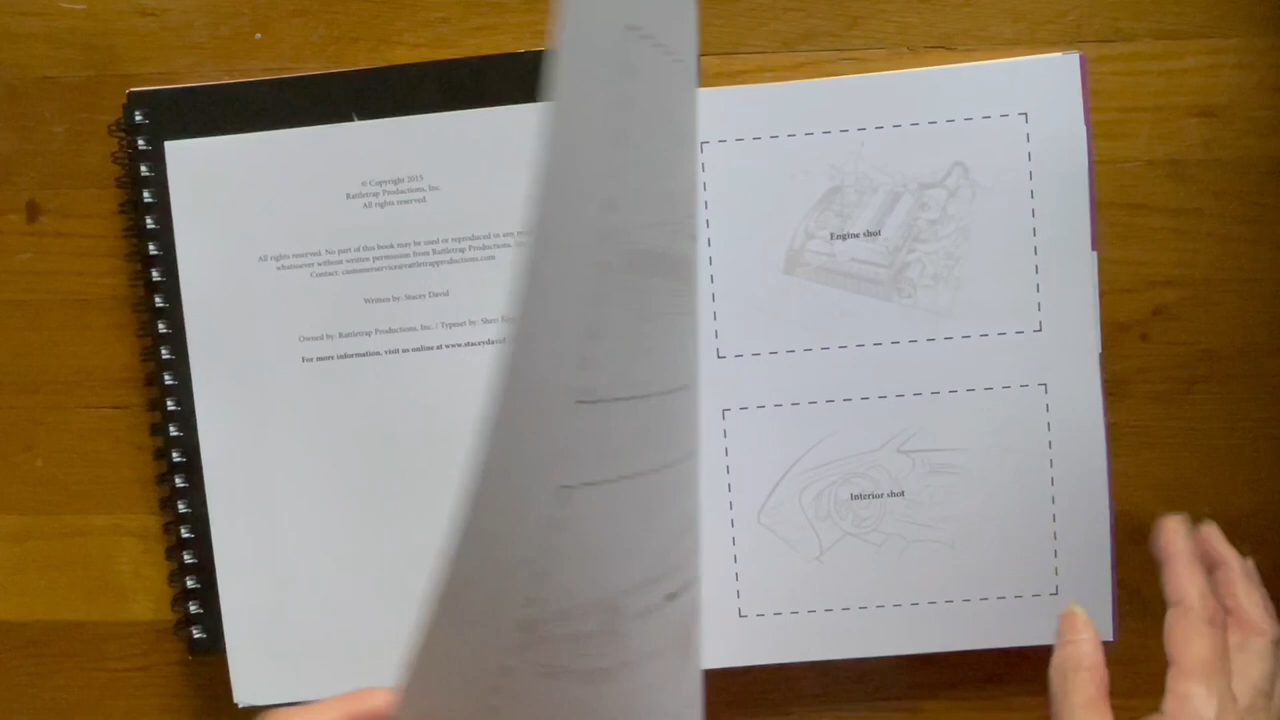 © Copyright 2015
Rattletrap Productions, Inc.
All rights reserved.
All rights reserved. No part of this book may be used or reproduced in any
whatsoever without written permission from Rattletrap Productions,
Contact: customerservice@rattletrapproductions.com
Written by: Stacey David
Owned by: Rattletrap Productions, Inc. | Typeset by: Sheri
For more information, visit us online at www.staceydavid
Engine shot
Interior shot